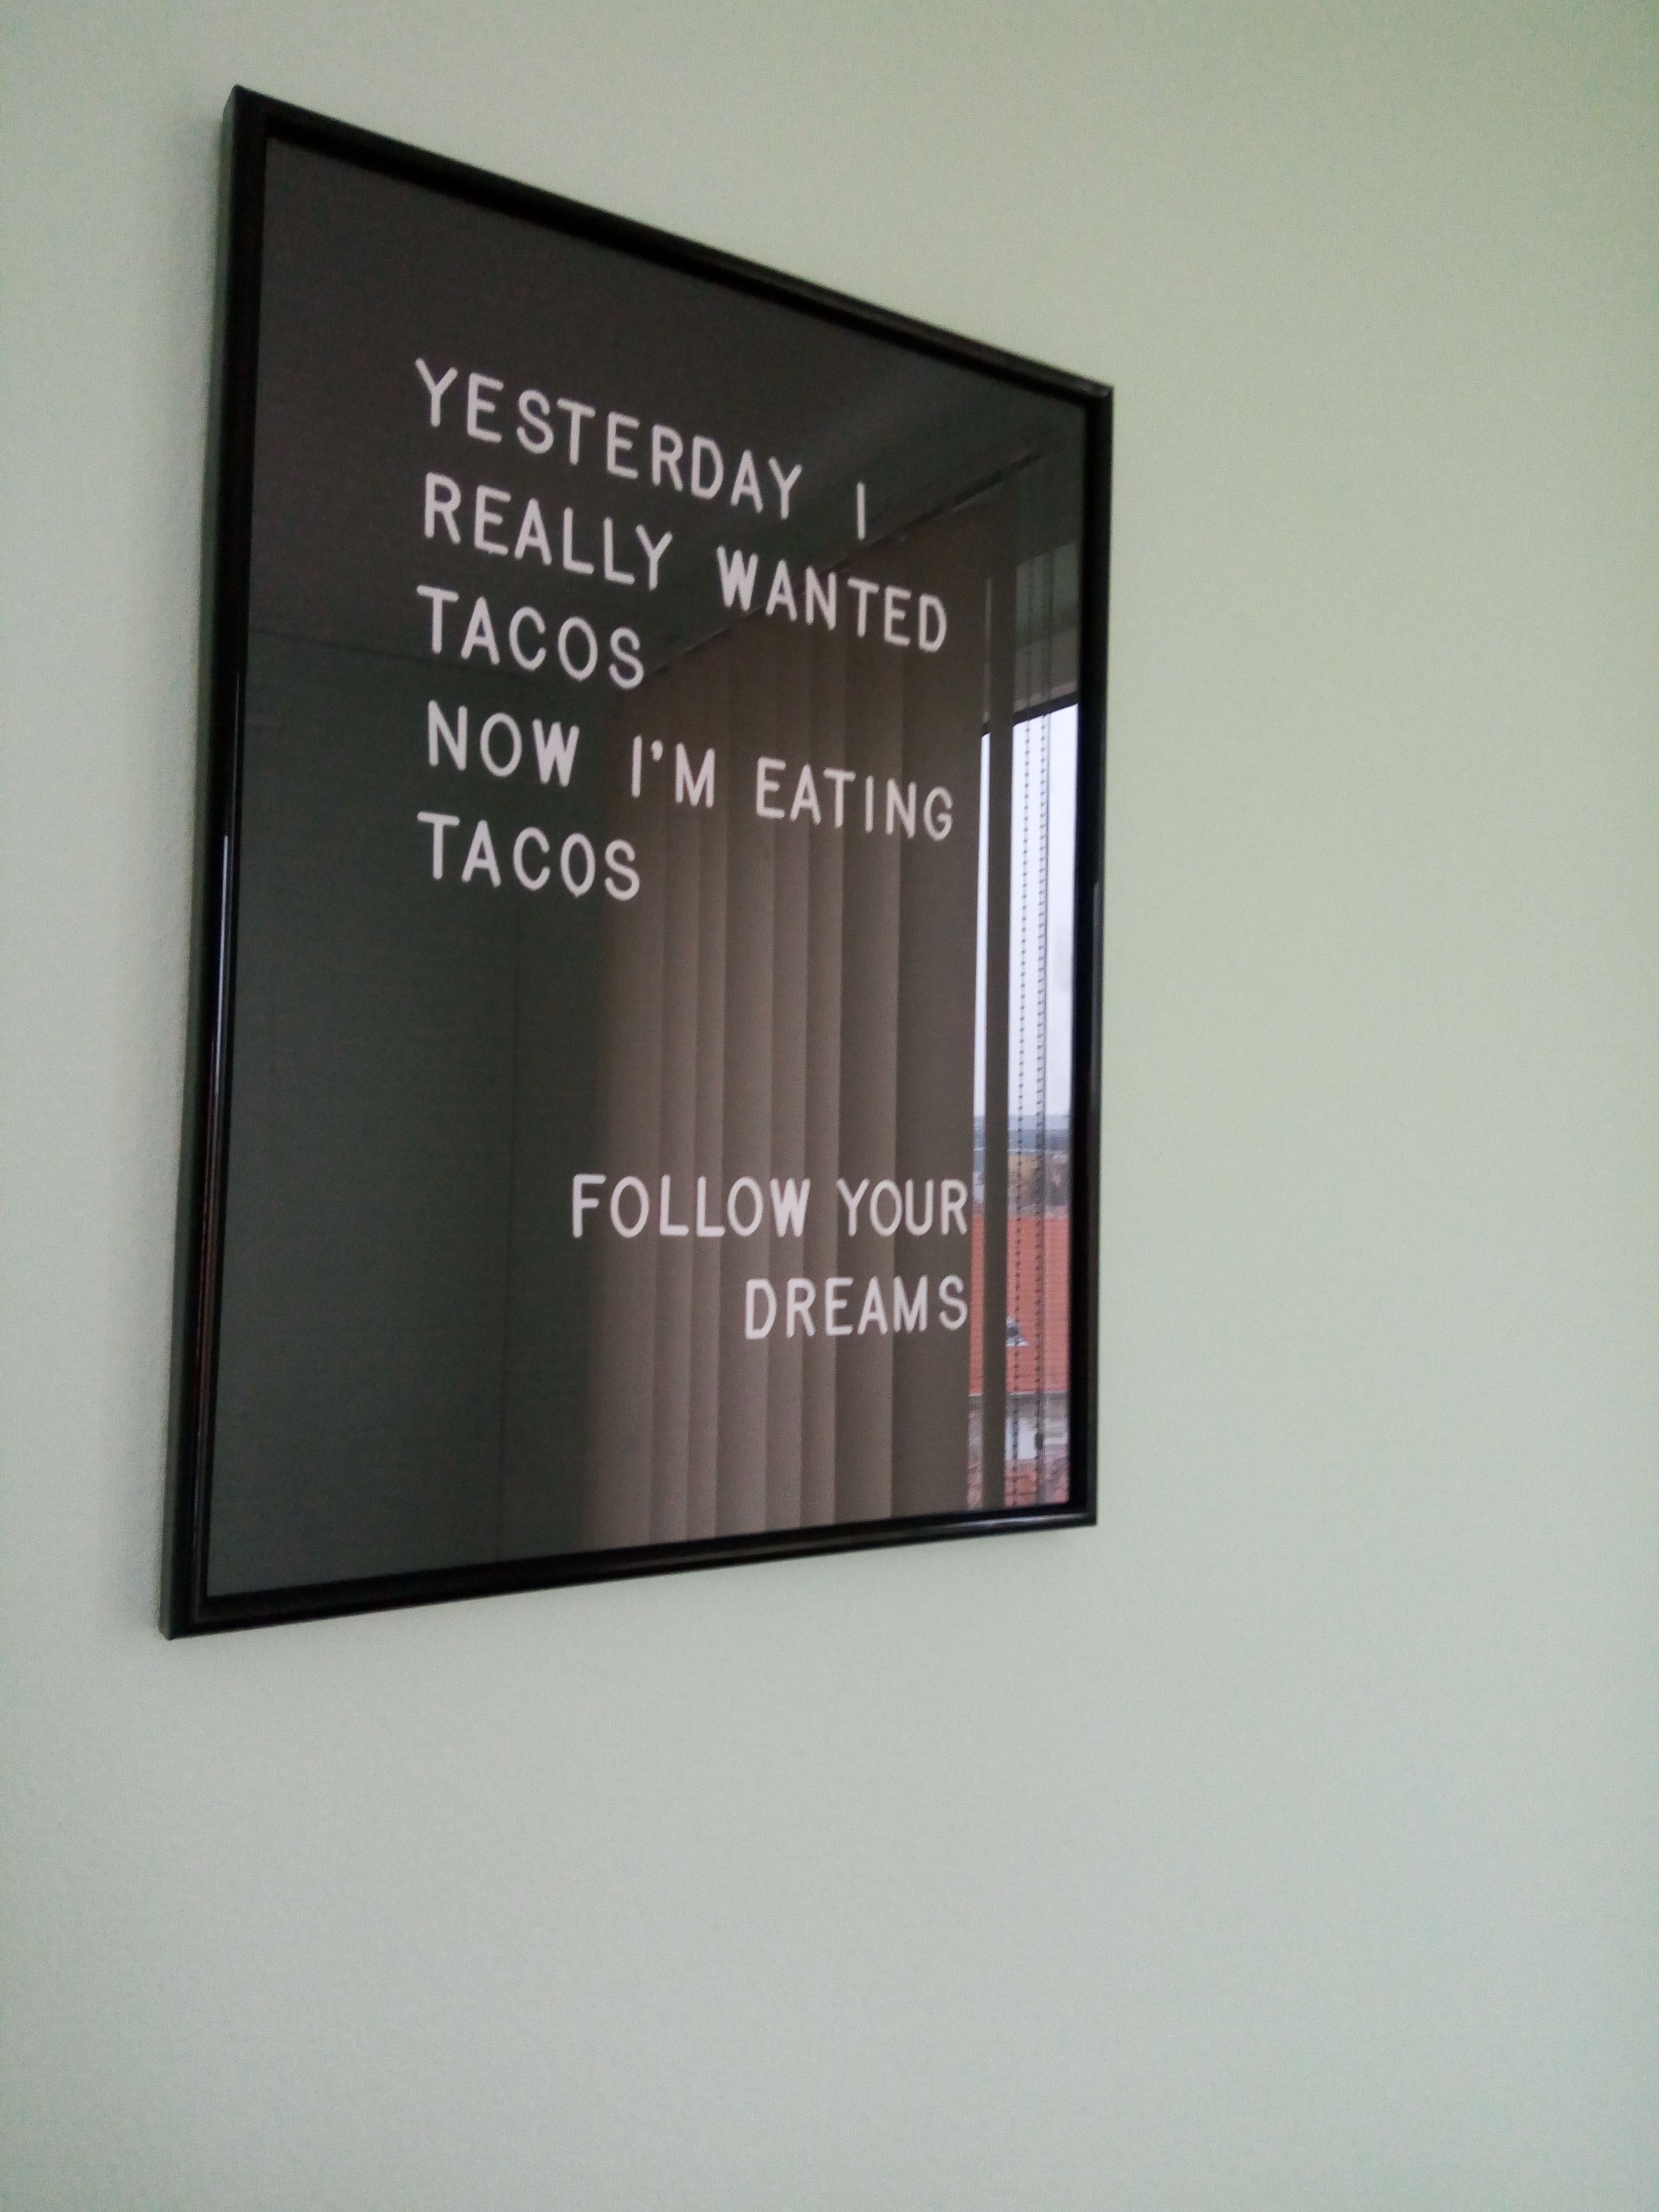 YESTERDAY I
REALLY WANTED
TACOS
NOW I'M EATING
TACOS
FOLLOW YOUR
DREAMS